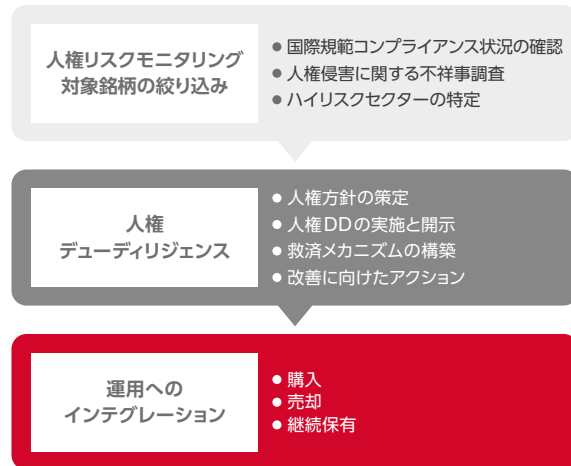 人権リスクモニタリング
対象銘柄の絞り込み
● 国際規範コンプライアンス状況の確認
● 人権侵害に関する不祥事調査
● ハイリスクセクターの特定
人権
デューディリジェンス
● 人権方針の策定
● 人権DDの実施と開示
● 救済メカニズムの構築
● 改善に向けたアクション
運用への
インテグレーション
● 購入
● 売却
● 継続保有